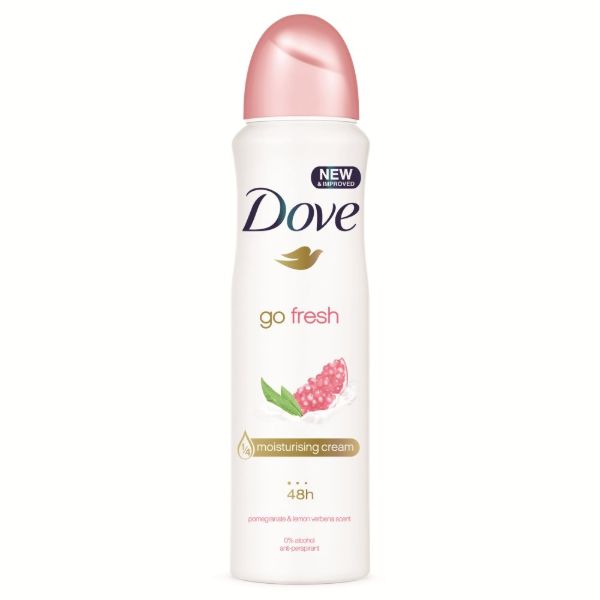 NEW
& IMPROVED
Dove
go fresh
1/4 moisturising cream
48h
pomegranate & lemon verbena scent
0% alcohol
anti-perspirant